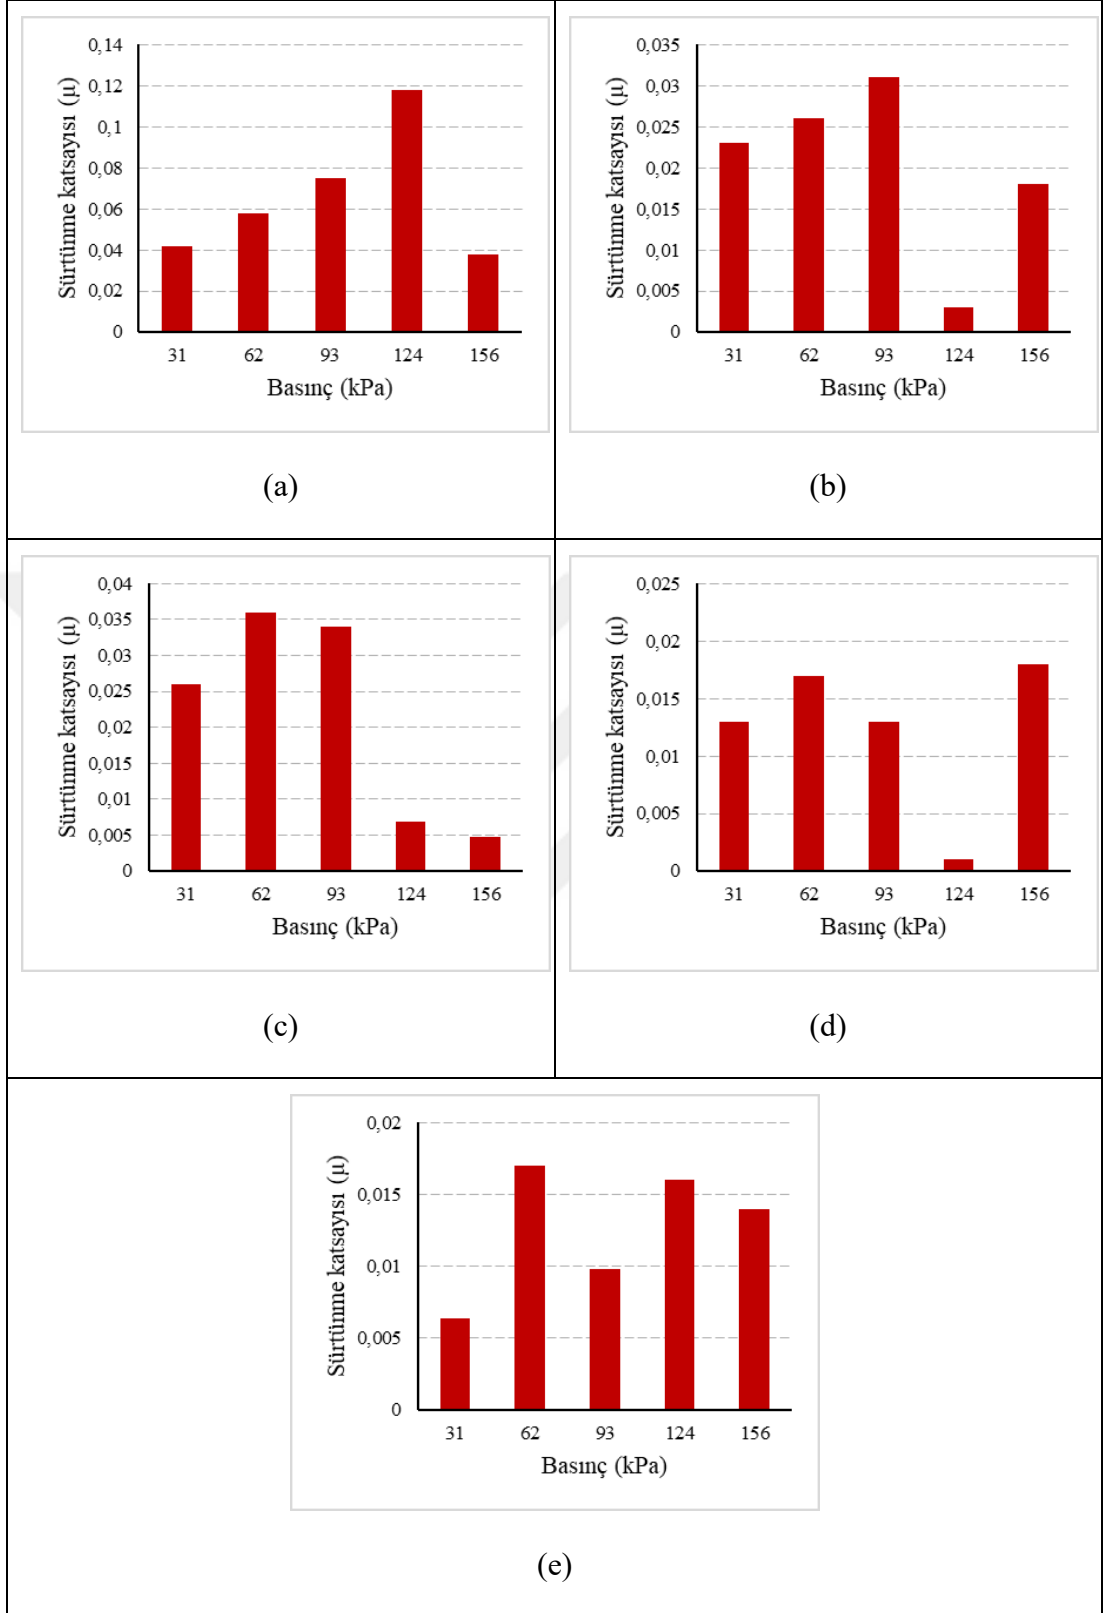 0,14
0,12
0,1
0,08
0,06
0,04
0,02
0
Sürtünme katsayısı (µ)
31 62 93 124 156
Basınç (kPa)
(a)
0,035
0,03
0,025
0,02
0,015
0,01
0,005
0
Sürtünme katsayısı (µ)
31 62 93 124 156
Basınç (kPa)
(b)
0,04
0,035
0,03
0,025
0,02
0,015
0,01
0,005
0
Sürtünme katsayısı (µ)
31 62 93 124 156
Basınç (kPa)
(c)
0,025
0,02
0,015
0,01
0,005
0
Sürtünme katsayısı (µ)
31 62 93 124 156
Basınç (kPa)
(d)
0,02
0,015
0,01
0,005
0
Sürtünme katsayısı (µ)
31 62 93 124 156
Basınç (kPa)
(e)